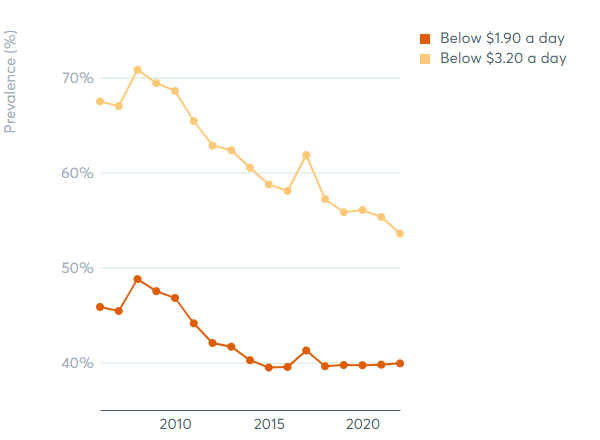 Prevalence (%)
Below $1.90 a day
Below $3.20 a day
70%
60%
50%
40%
2010 2015 2020